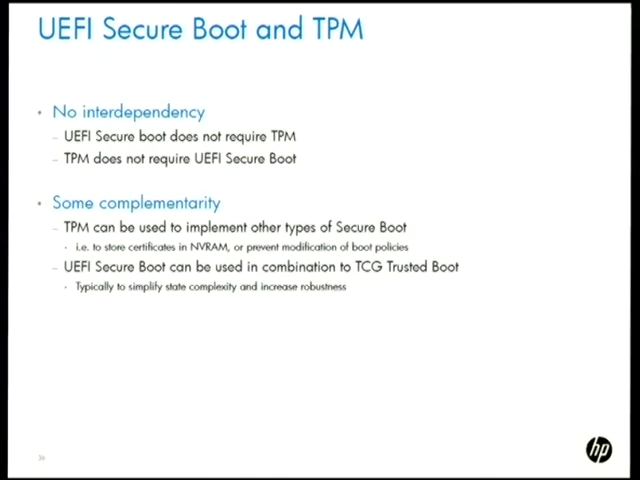 UEFI Secure Boot and TPM
• No interdependency
– UEFI Secure boot does not require TPM
– TPM does not require UEFI Secure Boot
• Some complementarity
– TPM can be used to implement other types of Secure Boot
• i.e. to store certificates in NVRAM, or prevent modification of boot policies
– UEFI Secure Boot can be used in combination to TCG Trusted Boot
• Typically to simplify state complexity and increase robustness
hp